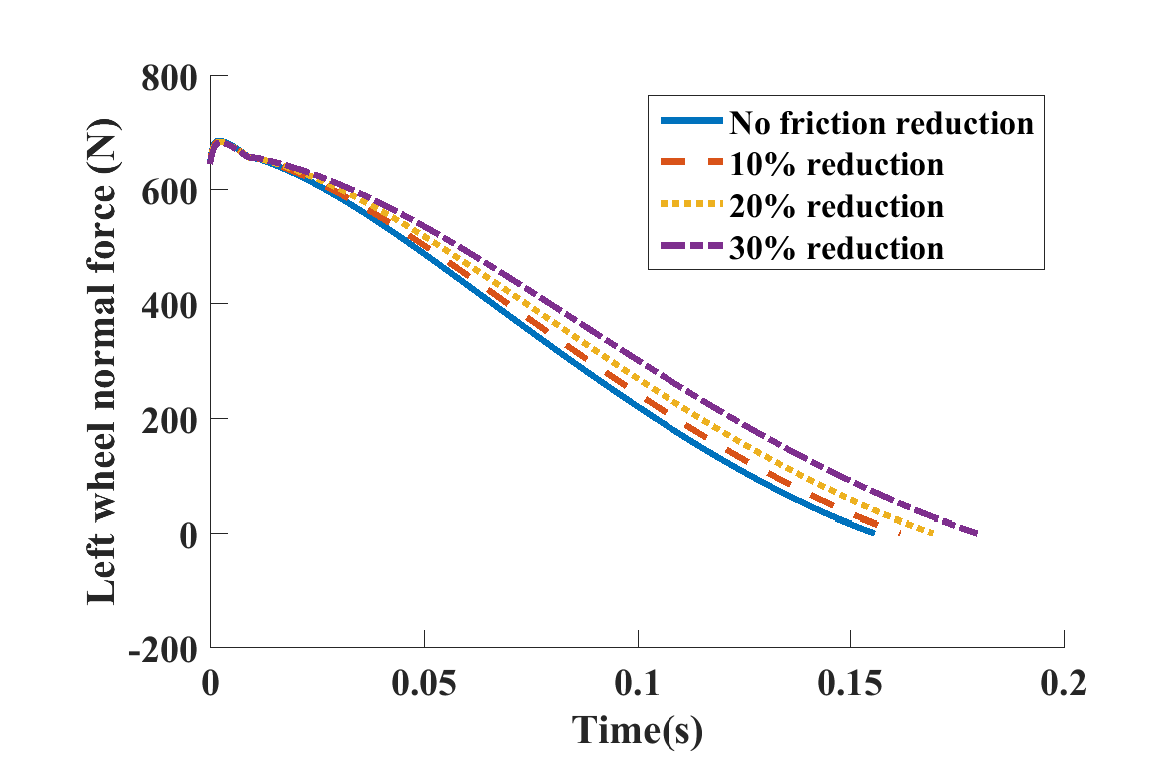 800
600
400
200
0
-200
Left wheel normal force (N)
No friction reduction
10% reduction
20% reduction
30% reduction
0 0.05 0.1 0.15 0.2
Time(s)